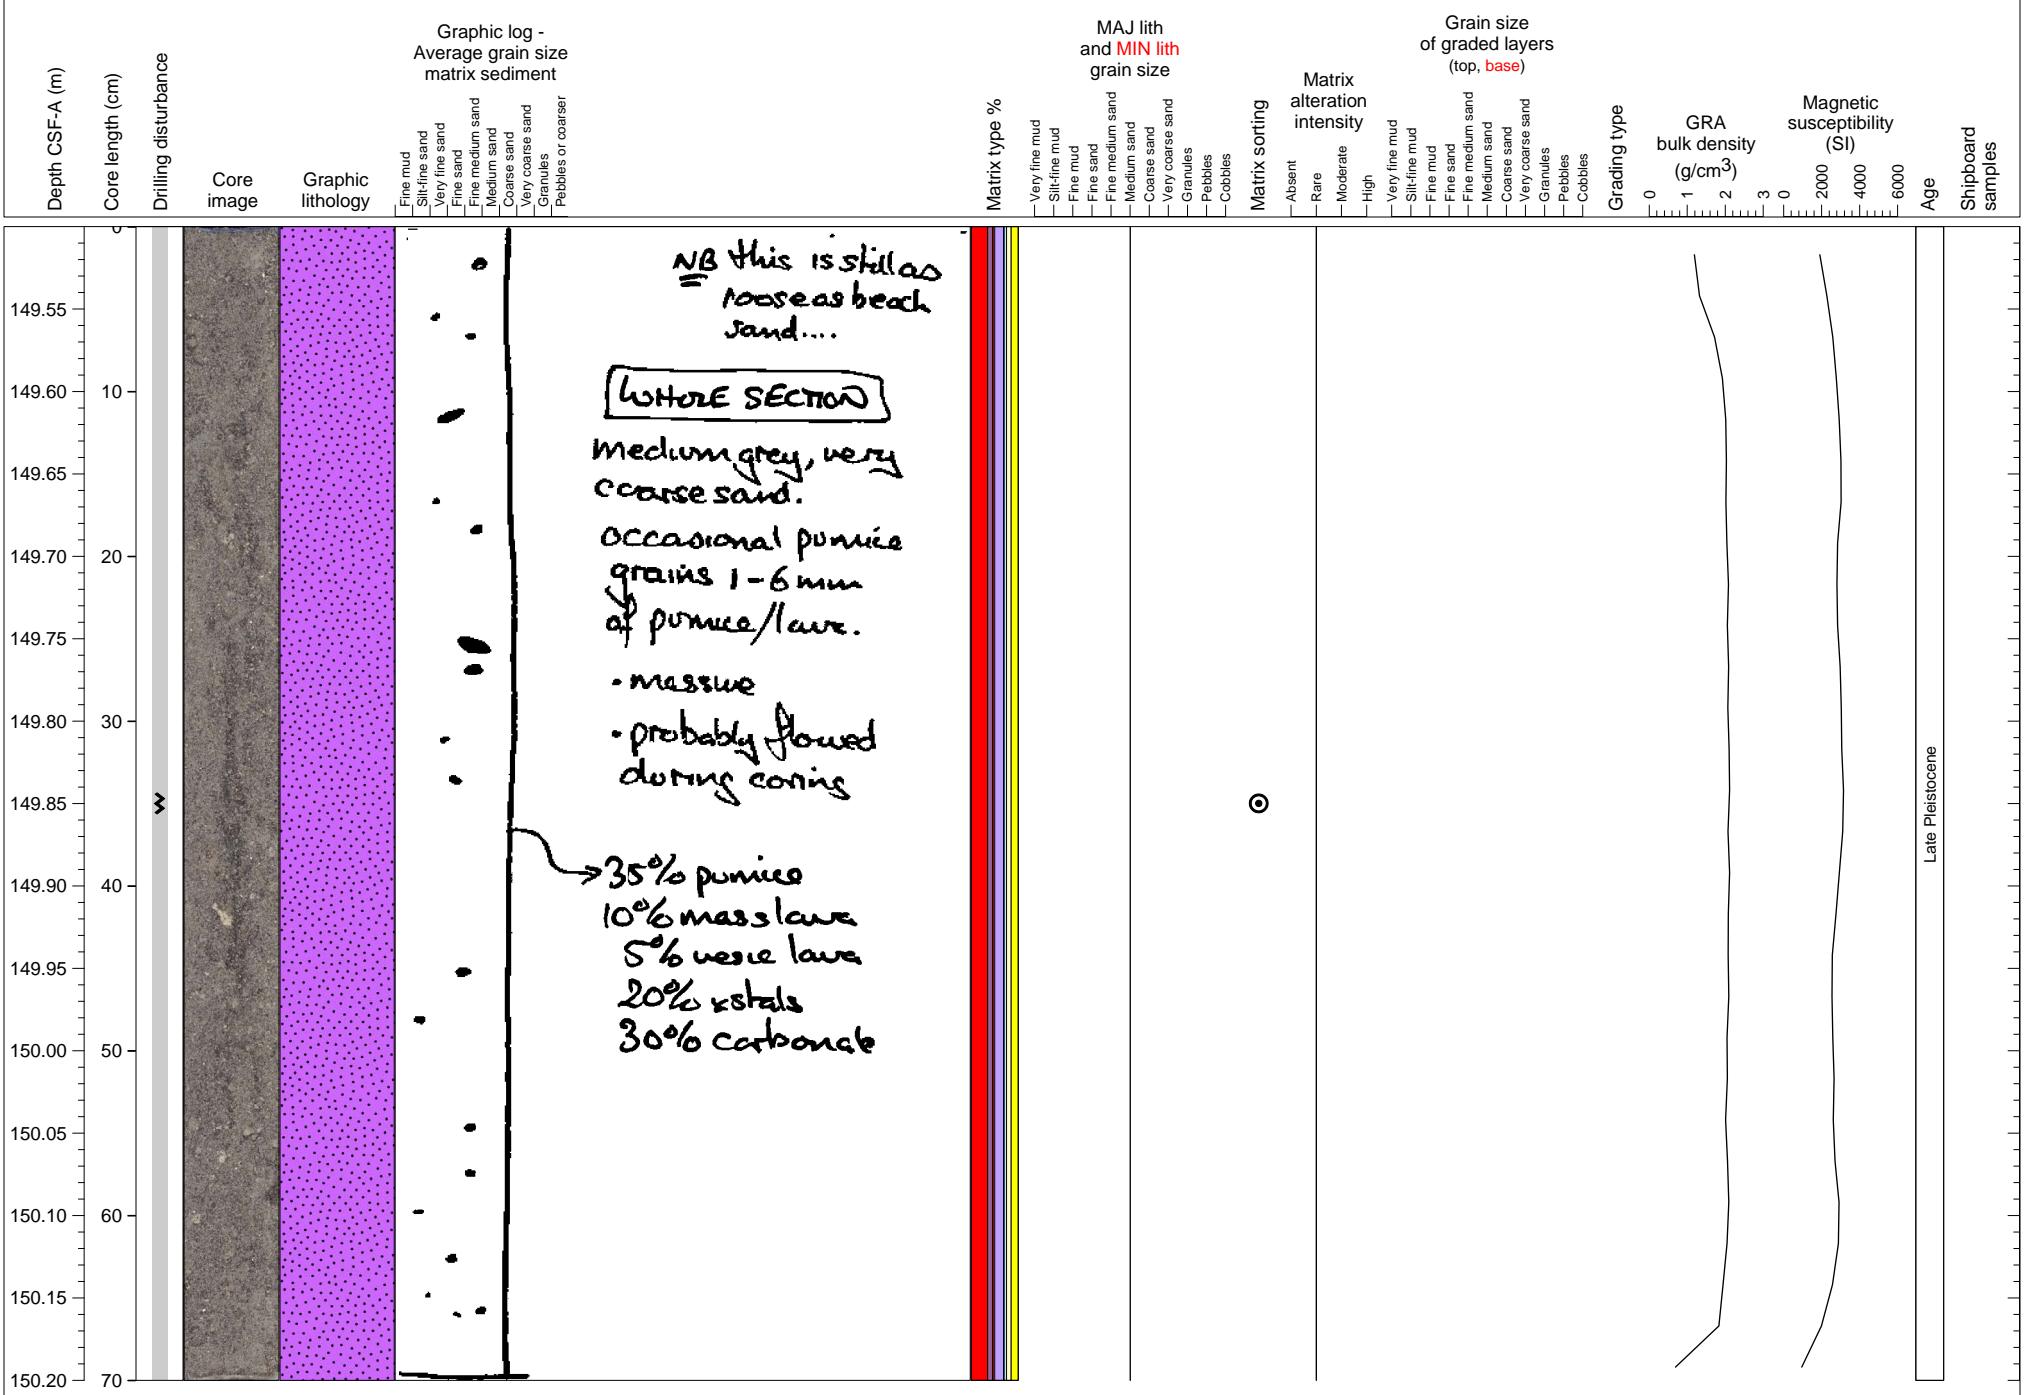 Depth CSF-A (m)
Core length (cm)
Drilling disturbance
Core
image
Graphic
lithology
Graphic log -
Average grain size
matrix sediment
Fine mud
Silt-fine sand
Very fine sand
Fine sand
Fine medium sand
Medium sand
Coarse sand
Very coarse sand
Granules
Pebbles or coarser
Matrix type %
MAJ lith
and MIN lith
grain size
Very fine mud
Silt-fine mud
Fine mud
Fine sand
Fine medium sand
Medium sand
Coarse sand
Very coarse sand
Granules
Pebbles
Cobbles
Matrix sorting
Matrix
alteration
intensity
Absent
Rare
Moderate
High
Grain size
of graded layers
(top, base)
Very fine mud
Silt-fine mud
Fine mud
Fine sand
Fine medium sand
Medium sand
Coarse sand
Very coarse sand
Granules
Pebbles
Cobbles
Grading type
GRA
bulk density
(g/cm3)
0 1 2 3
Magnetic
susceptibility
(SI)
0 2000 4000 6000
Age
Shipboard
samples
0
149.55
149.60 10
149.65
149.70 20
149.75
149.80 30
149.85
149.90 40
149.95
150.00 50
150.05
150.10 60
150.15
150.20 70
NB this is still as
loose as beach
sand....
WHOLE SECTION
Medium grey, very
coarse sand.
occasional pumice
grains 1-6 mm
of pumice/lava.
• massive
• probably flowed
during coring
35% pumice
10% mass lava
5% vesic lava
20% xstals
30% carbonate
Late Pleistocene